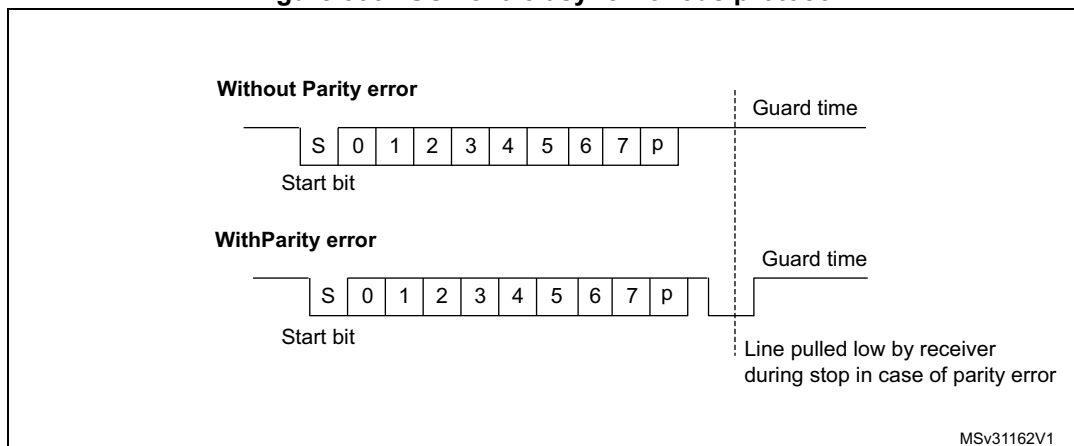 Without Parity error
Guard time
S 0 1 2 3 4 5 6 7 p
Start bit
WithParity error
Guard time
S 0 1 2 3 4 5 6 7 p
Start bit
Line pulled low by receiver
during stop in case of parity error
MSv31162V1